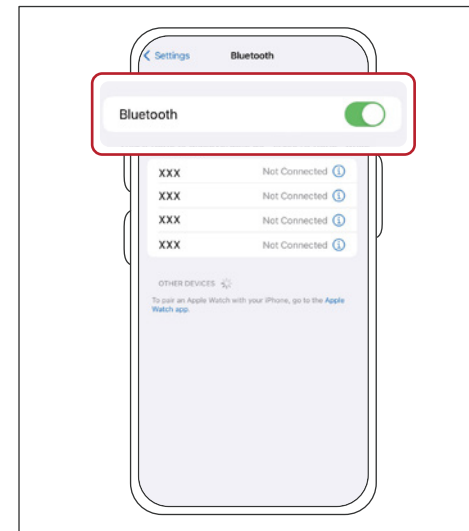 Settings Bluetooth
Bluetooth
XXX Not Connected
XXX Not Connected
XXX Not Connected
XXX Not Connected
OTHER DEVICES
To pair an Apple Watch with your iPhone, go to the Apple
Watch app.